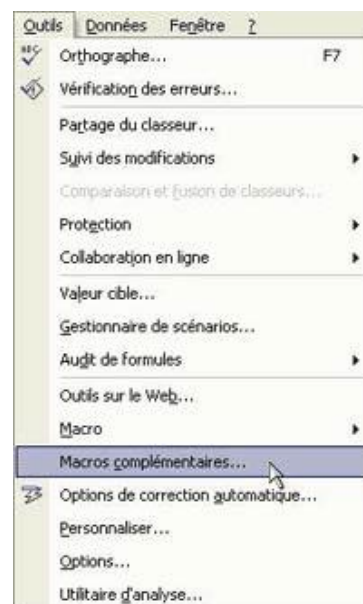 Outils Données Fenêtre ?
Orthographe... F7
Vérification des erreurs...
Partage du classeur...
Suivi des modifications
Comparaison et fusion de classeurs...
Protection
Collaboration en ligne
Valeur cible...
Gestionnaire de scénarios...
Audit de formules
Outils sur le Web...
Macro
Macros complémentaires...
Options de correction automatique...
Personnaliser...
Options...
Utilitaire d'analyse...